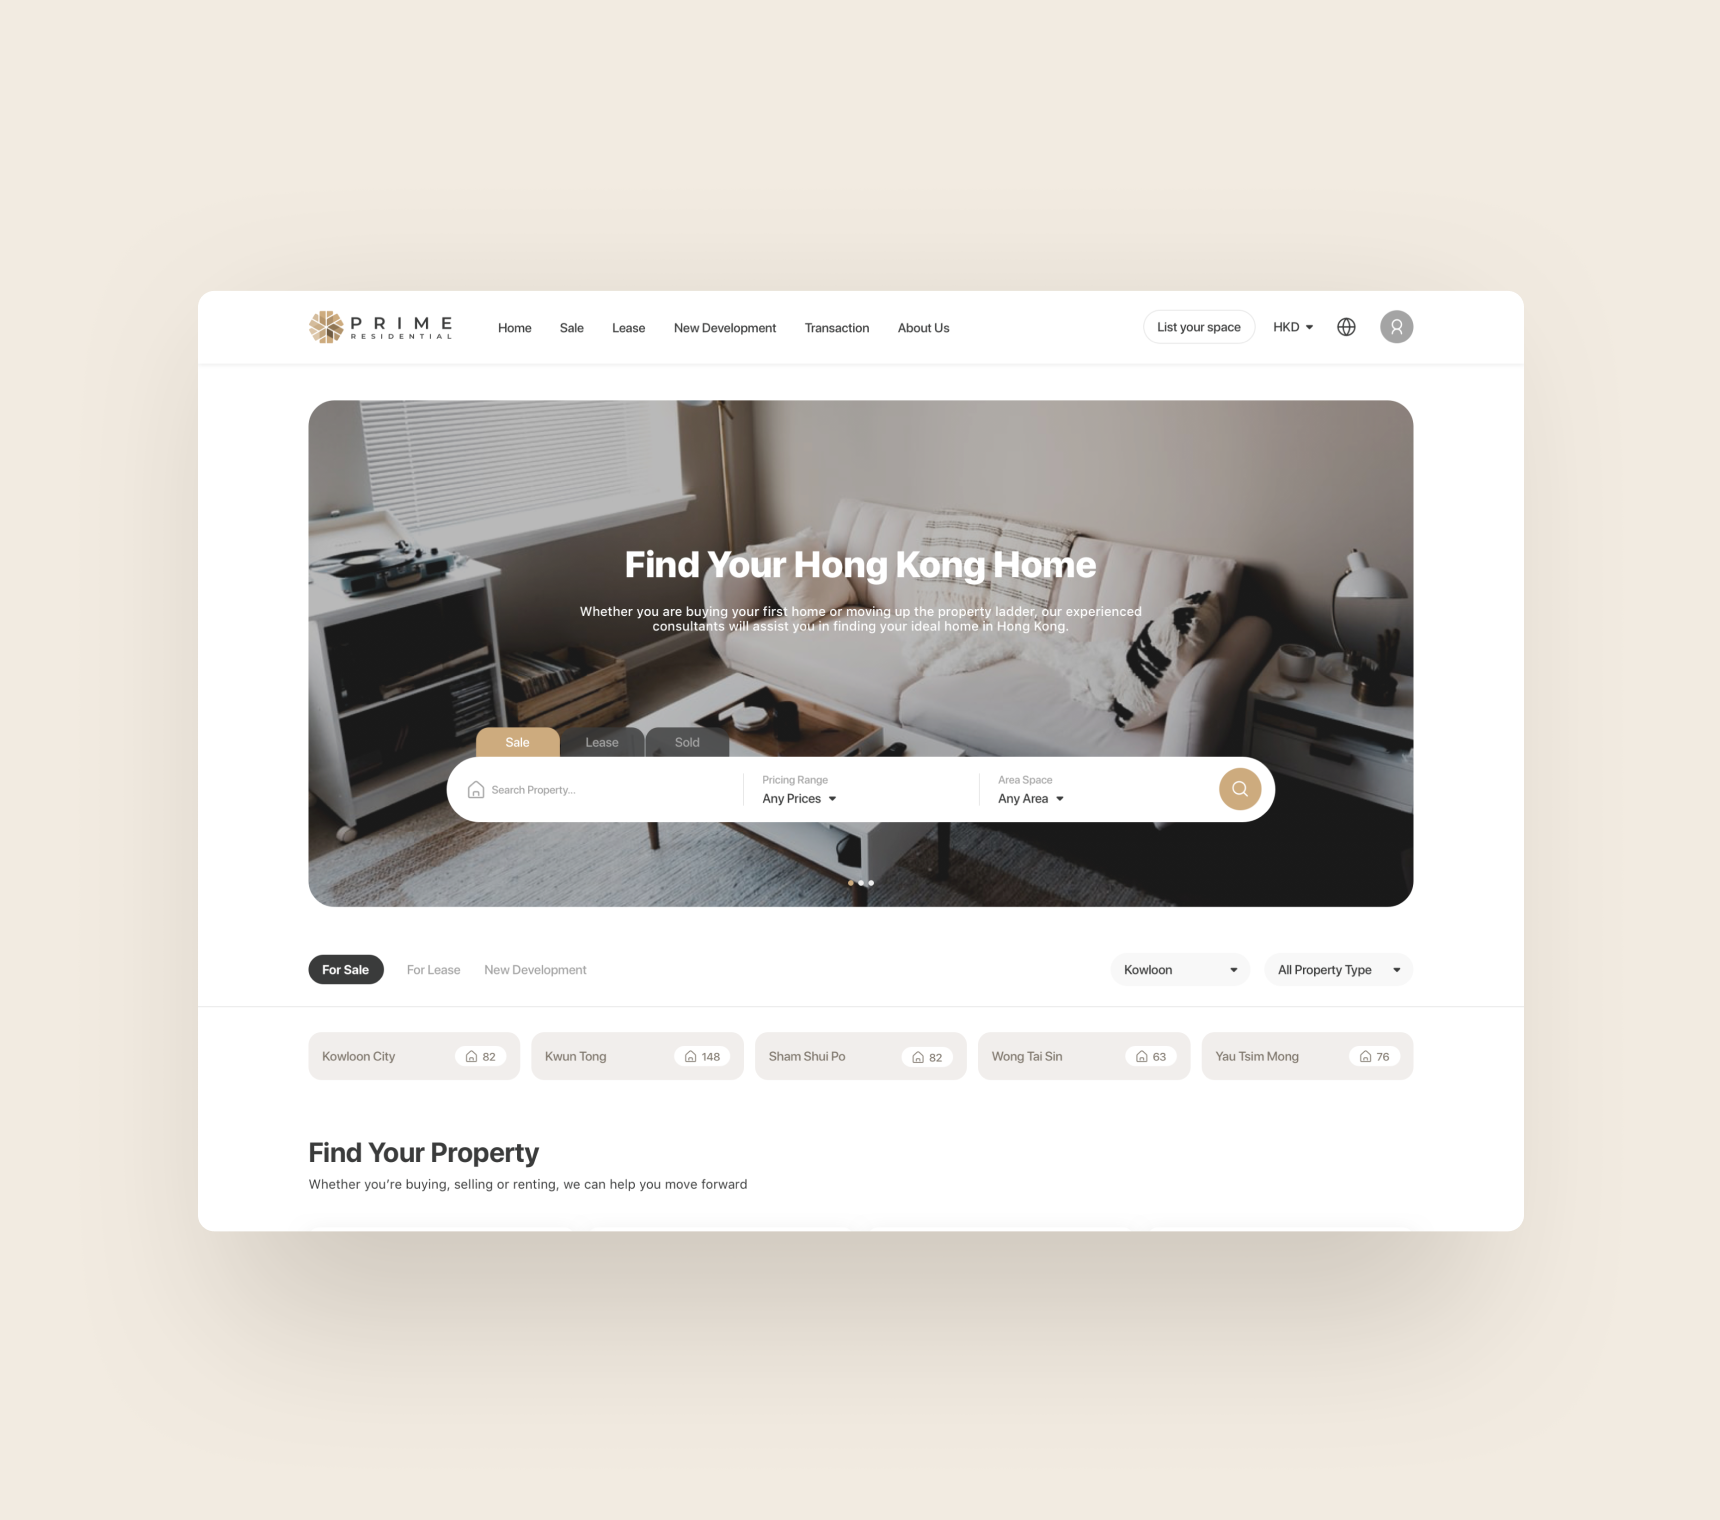 PRIME
RESIDENTIAL
Home
Sale
Lease
New Development
Transaction
About Us
List your space
HKD
Find Your Hong Kong Home
Whether you are buying your first home or moving up the property ladder, our experienced
consultants will assist you in finding your ideal home in Hong Kong.
Sale
Lease
Sold
Search Property...
Pricing Range
Any Prices
Area Space
Any Area
For Sale
For Lease
New Development
Kowloon
All Property Type
Kowloon City
82
Kwun Tong
148
Sham Shui Po
82
Wong Tai Sin
63
Yau Tsim Mong
76
Find Your Property
Whether you're buying, selling or renting, we can help you move forward